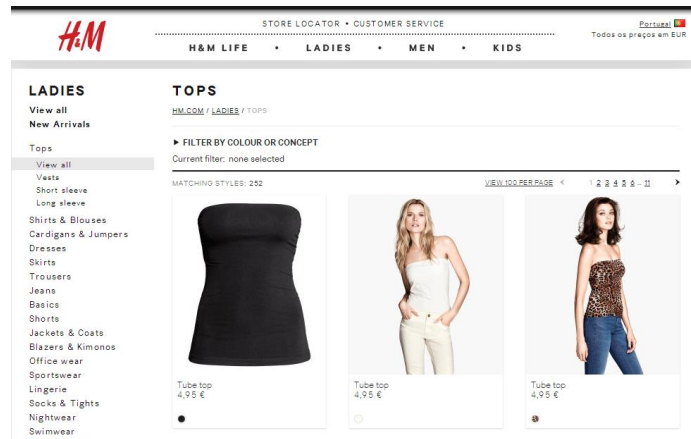 STORE LOCATOR • CUSTOMER SERVICE
Portugal
Todos os preços em EUR
H&M
H&M LIFE • LADIES • MEN • KIDS
LADIES
View all
New Arrivals
Tops
View all
Vests
Short sleeve
Long sleeve
Shirts & Blouses
Cardigans & Jumpers
Dresses
Skirts
Trousers
Jeans
Basics
Shorts
Jackets & Coats
Blazers & Kimonos
Office wear
Sportswear
Lingerie
Socks & Tights
Nightwear
Swimwear
TOPS
HM.COM / LADIES / TOPS
► FILTER BY COLOUR OR CONCEPT
Current filter: none selected
MATCHING STYLES: 252
VIEW 100 PER PAGE < 1 2 3 4 5 6 … 11 >
Tube top
4,95 €
Tube top
4,95 €
Tube top
4,95 €